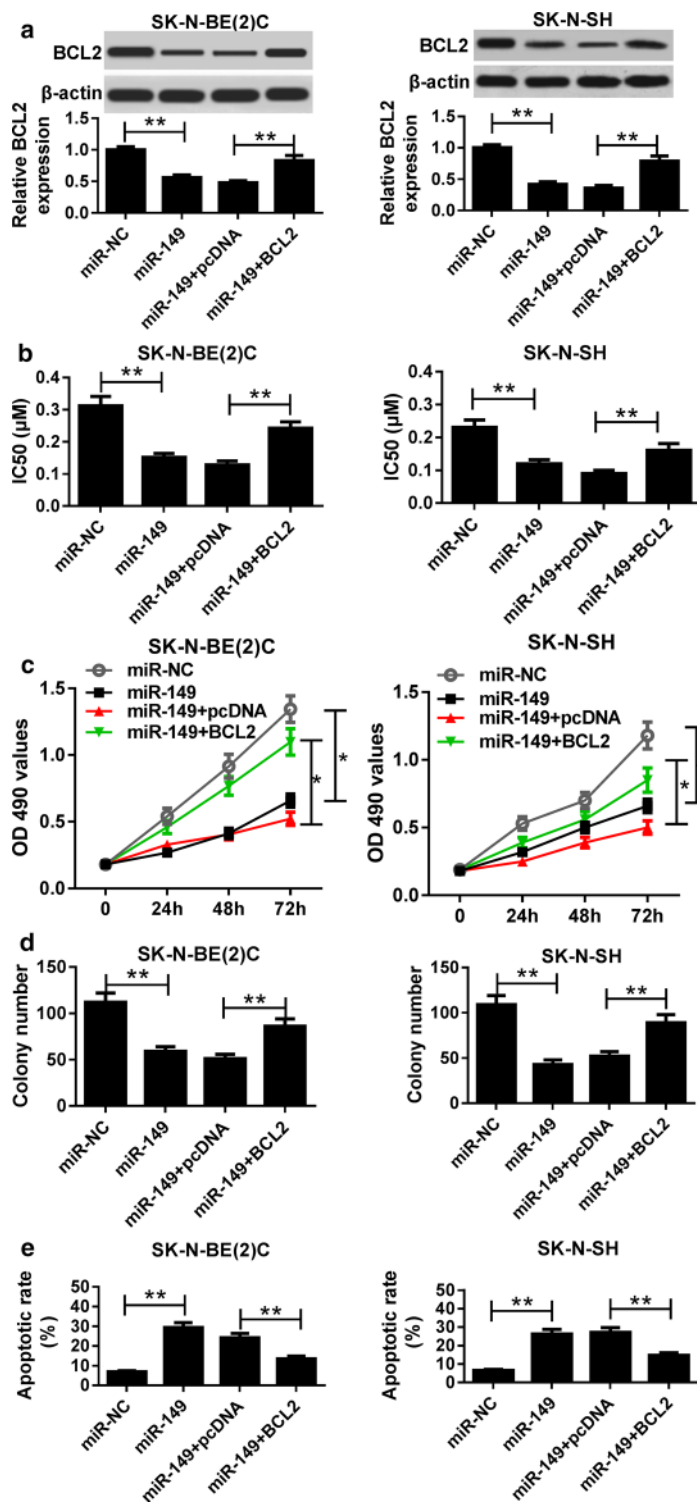 a
SK-N-BE(2)C
BCL2
β-actin
Relative BCL2
expression
1.5
1.0
0.5
0.0
**
**
miR-NC
miR-149
miR-149+pcDNA
miR-149+BCL2
SK-N-SH
BCL2
β-actin
Relative BCL2
expression
1.5
1.0
0.5
0.0
**
**
miR-NC
miR-149
miR-149+pcDNA
miR-149+BCL2
b
SK-N-BE(2)C
IC50 (μM)
0.4
0.3
0.2
0.1
0.0
**
**
miR-NC
miR-149
miR-149+pcDNA
miR-149+BCL2
SK-N-SH
IC50 (μM)
0.4
0.3
0.2
0.1
0.0
**
**
miR-NC
miR-149
miR-149+pcDNA
miR-149+BCL2
c
SK-N-BE(2)C
miR-NC
miR-149
miR-149+pcDNA
miR-149+BCL2
OD 490 values
1.5
1.0
0.5
0.0
0
24h
48h
72h
*
*
SK-N-SH
miR-NC
miR-149
miR-149+pcDNA
miR-149+BCL2
OD 490 values
1.5
1.0
0.5
0.0
0
24h
48h
72h
*
*
d
SK-N-BE(2)C
Colony number
150
100
50
0
**
**
miR-NC
miR-149
miR-149+pcDNA
miR-149+BCL2
SK-N-SH
Colony number
150
100
50
0
**
**
miR-NC
miR-149
miR-149+pcDNA
miR-149+BCL2
e
SK-N-BE(2)C
Apoptotic rate
(%)
50
40
30
20
10
0
**
**
miR-NC
miR-149
miR-149+pcDNA
miR-149+BCL2
SK-N-SH
Apoptotic rate
(%)
50
40
30
20
10
0
**
**
miR-NC
miR-149
miR-149+pcDNA
miR-149+BCL2